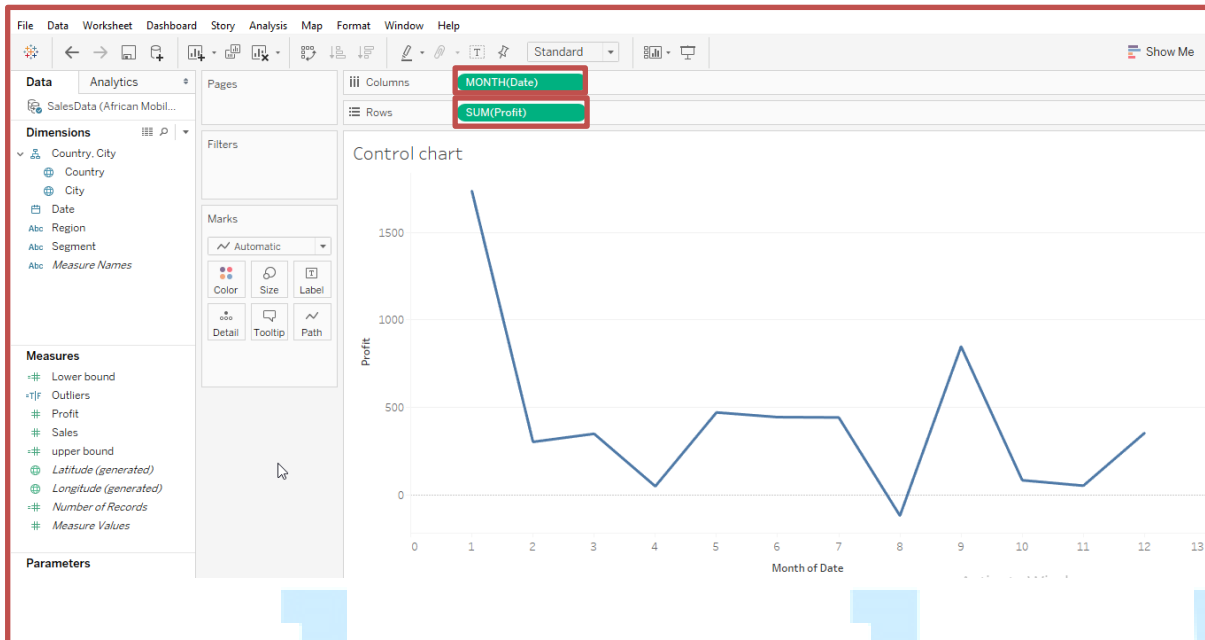 File Data Worksheet Dashboard Story Analysis Map Format Window Help
Standard
Show Me
Data Analytics
SalesData (African Mobil...
Dimensions
Country, City
Country
City
Date
Abc Region
Abc Segment
Abc Measure Names
Measures
=# Lower bound
=T|F Outliers
# Profit
# Sales
=# upper bound
Latitude (generated)
Longitude (generated)
=# Number of Records
# Measure Values
Parameters
Pages
Filters
Marks
Automatic
Color Size Label
Detail Tooltip Path
iii Columns MONTH(Date)
Rows SUM(Profit)
Control chart
1500
1000
500
0
Profit
0 1 2 3 4 5 6 7 8 9 10 11 12 13
Month of Date